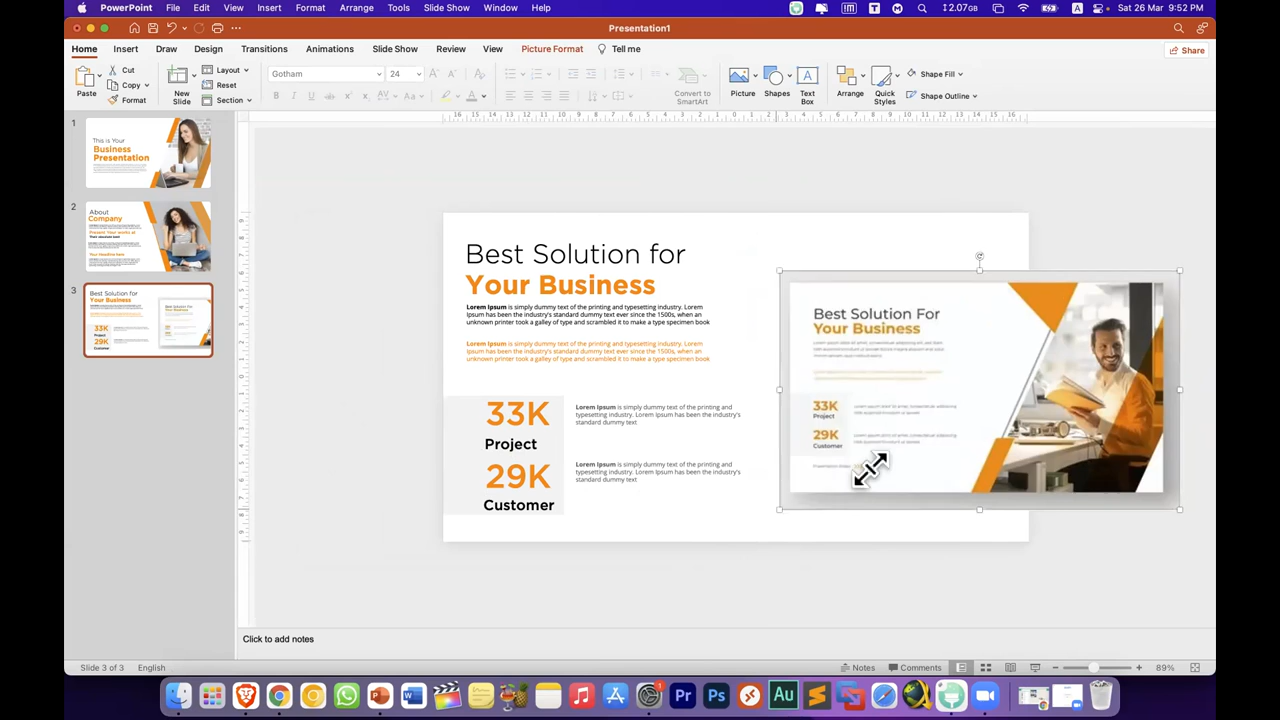 PowerPoint File Edit View Insert Format Arrange Tools Slide Show Window Help
12.07GB
Sat 26 Mar 9:52 PM
Presentation1
Home Insert Draw Design Transitions Animations Slide Show Review View Picture Format Tell me
Share
Paste
Cut
Copy
Format
New
Slide
Layout
Reset
Section
Gotham
24
Convert to
SmartArt
Picture
Shapes
Text
Box
Arrange
Quick
Styles
Shape Fill
Shape Outline
1
This is Your
Business
Presentation
2
About
Company
3
Best Solution for
Your Business
33K
Project
29K
Customer
Best Solution for
Your Business
Lorem Ipsum is simply dummy text of the printing and typesetting industry. Lorem
Ipsum has been the industry's standard dummy text ever since the 1500s, when an
unknown printer took a galley of type and scrambled it to make a type specimen book
Lorem Ipsum is simply dummy text of the printing and typesetting industry. Lorem
Ipsum has been the industry's standard dummy text ever since the 1500s, when an
unknown printer took a galley of type and scrambled it to make a type specimen book
33K
Project
Lorem Ipsum is simply dummy text of the printing and
typesetting industry. Lorem Ipsum has been the industry's
standard dummy text
29K
Customer
Lorem Ipsum is simply dummy text of the printing and
typesetting industry. Lorem Ipsum has been the industry's
standard dummy text
Best Solution For
Your Business
33K
Project
29K
Customer
Click to add notes
Slide 3 of 3 English
Notes Comments
89%